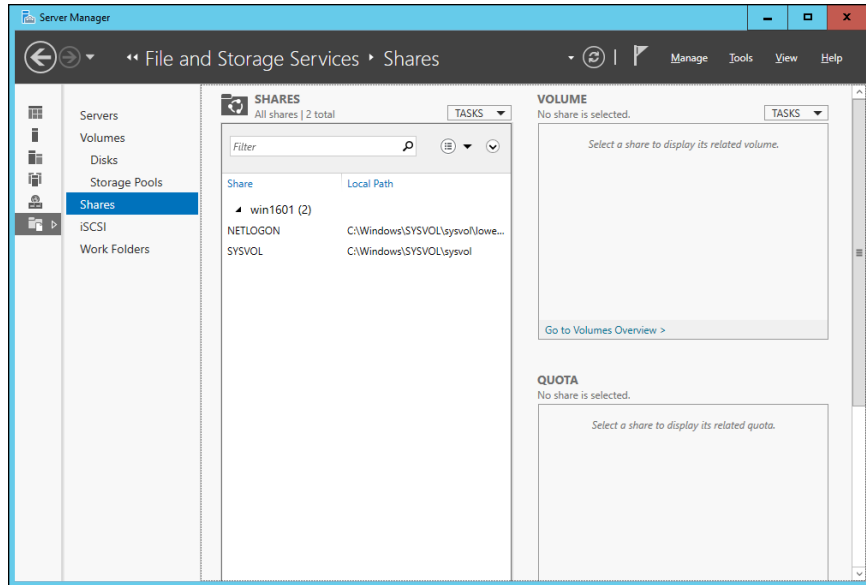 Server Manager
File and Storage Services
Shares
Manage
Tools
View
Help
Servers
Volumes
Disks
Storage Pools
Shares
iSCSI
Work Folders
SHARES
All shares | 2 total
TASKS
Filter
Share
Local Path
win1601 (2)
NETLOGON
C:\Windows\SYSVOL\sysvol\lowe...
SYSVOL
C:\Windows\SYSVOL\sysvol
VOLUME
No share is selected.
TASKS
Select a share to display its related volume.
Go to Volumes Overview >
QUOTA
No share is selected.
Select a share to display its related quota.